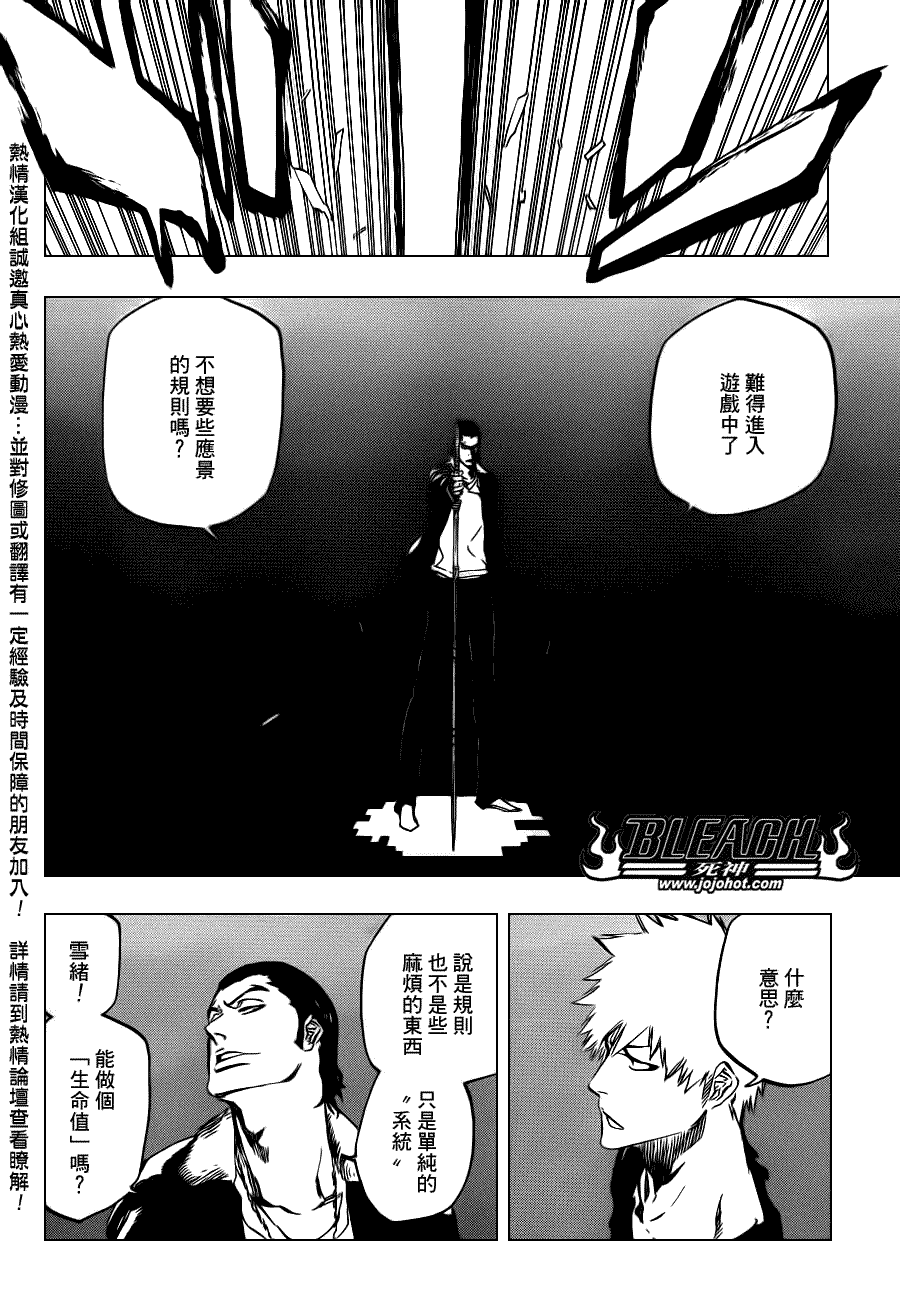 難得進入
遊戲中了
不想要些應景
的規則嗎？
BLEACH
死神
www.jojohot.com
什麼
意思？
說是規則
也不是些
麻煩的東西
只是單純的
〝系統〞
雪緒！
能做個
「生命值」嗎？
熱情漢化組誠邀真心熱愛動漫…並對修圖或翻譯有一定經驗及時間保障的朋友加入！ 詳情請到熱情論壇查看瞭解！